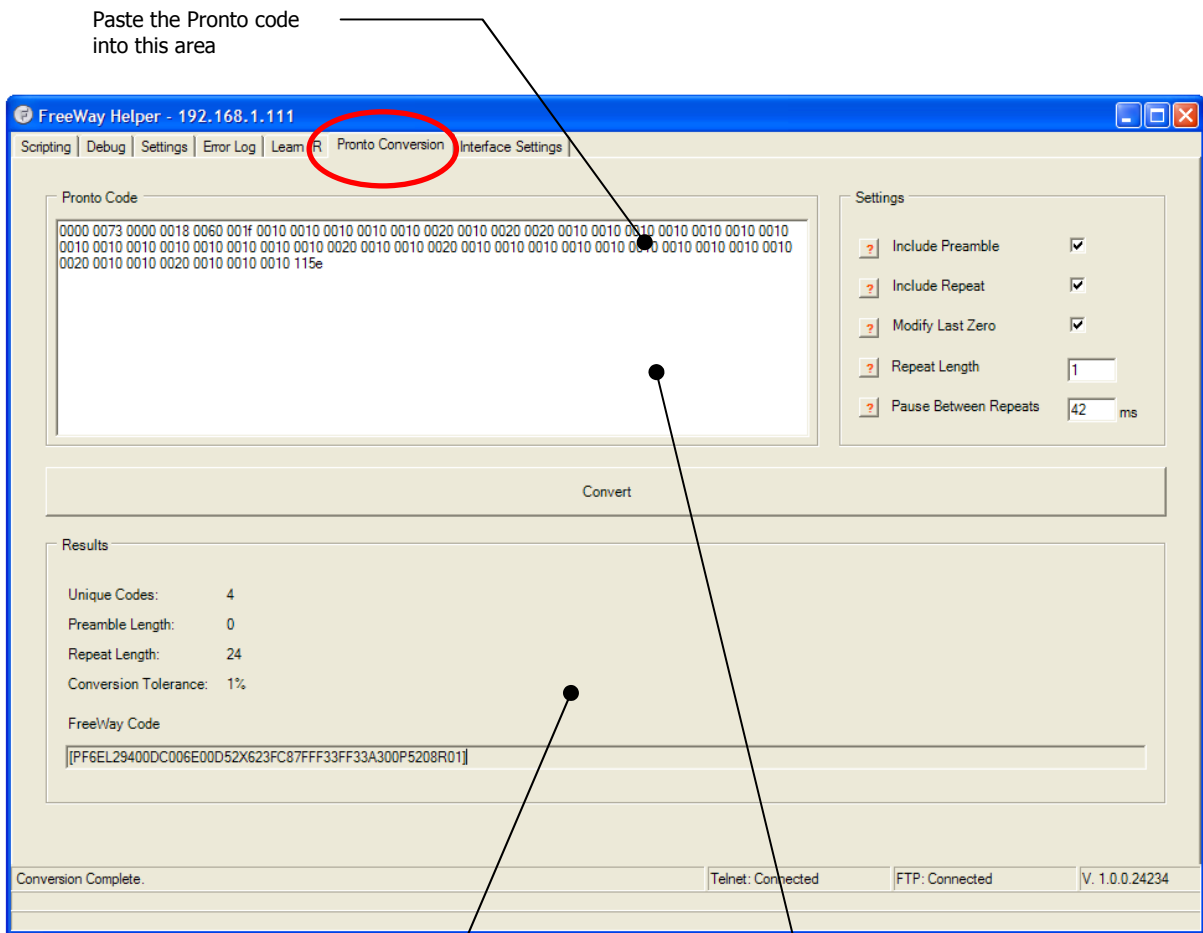 Paste the Pronto code
into this area
FreeWay Helper - 192.168.1.111
Scripting Debug Settings Error Log Learn IR Pronto Conversion Interface Settings
Pronto Code
0000 0073 0000 0018 0060 001f 0010 0010 0010 0010 0010 0020 0010 0020 0020 0010 0010 0010 0010 0010 0010 0010
0010 0010 0010 0010 0010 0010 0010 0010 0020 0010 0010 0020 0010 0010 0010 0010 0010 0010 0010 0010 0010 0010
0020 0010 0010 0020 0010 0010 0010 115e
Settings
? Include Preamble
? Include Repeat
? Modify Last Zero
? Repeat Length 1
? Pause Between Repeats 42 ms
Convert
Results
Unique Codes: 4
Preamble Length: 0
Repeat Length: 24
Conversion Tolerance: 1%
FreeWay Code
[PF6EL29400DC006E00D52X623FC87FFF33FF33A300P5208R01]
Conversion Complete. Telnet: Connected FTP: Connected V. 1.0.0.24234